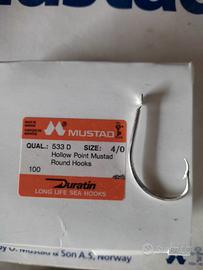 MUSTAD
QUAL.: 533 D SIZE: 4/0
Hollow Point Mustad
Round Hooks
100
Duratin
LONG LIFE SEA HOOKS
O. Mustad & Son A.S, Norway